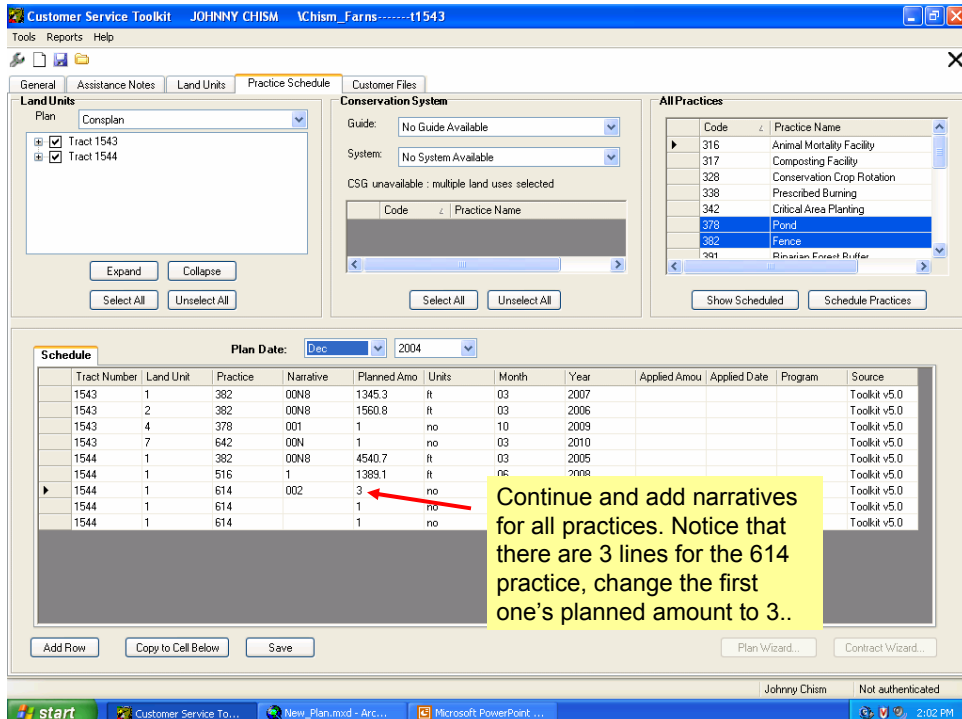 Customer Service Toolkit JOHNNY CHISM \Chism_Farns-------t1543
Tools Reports Help
General Assistance Notes Land Units Practice Schedule Customer Files
Land Units
Plan Consplan
Tract 1543
Tract 1544
Expand Collapse
Select All Unselect All
Conservation System
Guide: No Guide Available
System: No System Available
CSG unavailable : multiple land uses selected
Code Practice Name
Select All Unselect All
All Practices
Code Practice Name
316 Animal Mortality Facility
317 Composting Facility
328 Conservation Crop Rotation
338 Prescribed Burning
342 Critical Area Planting
378 Pond
382 Fence
391 Riparian Forest Buffer
Show Scheduled Schedule Practices
Schedule Plan Date: Dec 2004
Tract Number Land Unit Practice Narrative Planned Amo Units Month Year Applied Amou Applied Date Program Source
1543 1 382 00N8 1345.3 ft 03 2007 Toolkit v5.0
1543 2 382 00N8 1560.8 ft 03 2006 Toolkit v5.0
1543 4 378 001 1 no 10 2009 Toolkit v5.0
1543 7 642 00N 1 no 03 2010 Toolkit v5.0
1544 1 382 00N8 4540.7 ft 03 2005 Toolkit v5.0
1544 1 516 1 1389.1 ft 06 2008 Toolkit v5.0
1544 1 614 002 3 no Toolkit v5.0
1544 1 614 1 no Toolkit v5.0
1544 1 614 1 no Toolkit v5.0
Continue and add narratives
for all practices. Notice that
there are 3 lines for the 614
practice, change the first
one's planned amount to 3..
Add Row Copy to Cell Below Save Plan Wizard... Contract Wizard...
Johnny Chism Not authenticated
start Customer Service To... New_Plan.mxd - Arc... Microsoft PowerPoint ... 2:02 PM